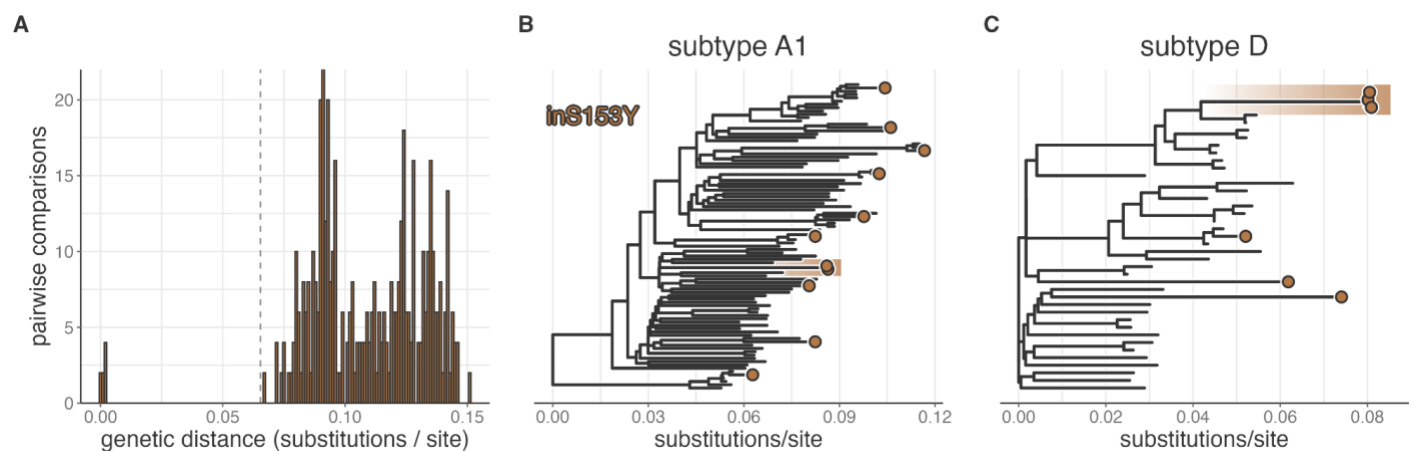 A
20
15
10
5
0
pairwise comparisons
0.00 0.05 0.10 0.15
genetic distance (substitutions / site)
B
subtype A1
inS153Y
0.00 0.03 0.06 0.09 0.12
substitutions/site
C
subtype D
0.00 0.02 0.04 0.06 0.08
substitutions/site